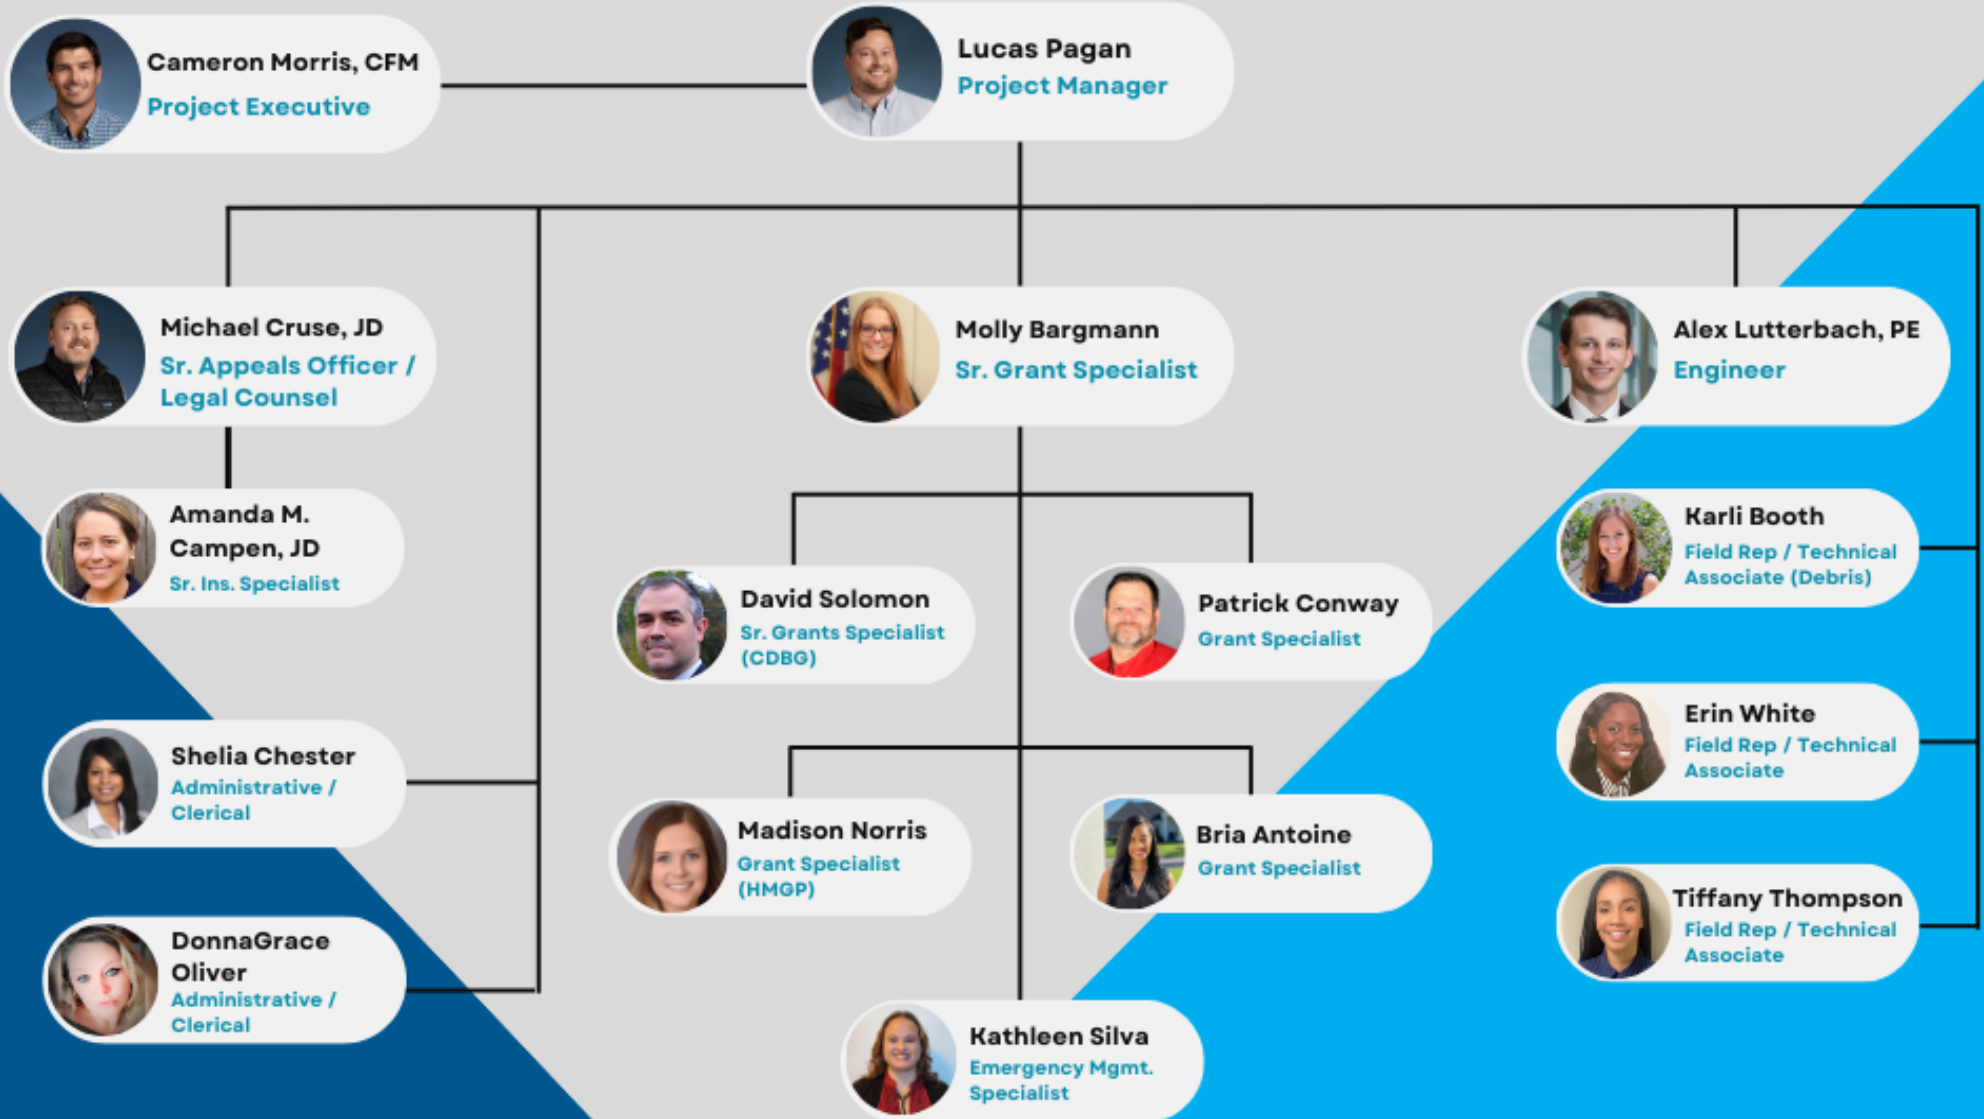 Cameron Morris, CFM
Project Executive
Lucas Pagan
Project Manager
Michael Cruse, JD
Sr. Appeals Officer /
Legal Counsel
Molly Bargmann
Sr. Grant Specialist
Alex Lutterbach, PE
Engineer
Amanda M.
Campen, JD
Sr. Ins. Specialist
David Solomon
Sr. Grants Specialist
(CDBG)
Patrick Conway
Grant Specialist
Karli Booth
Field Rep / Technical
Associate (Debris)
Shelia Chester
Administrative /
Clerical
Madison Norris
Grant Specialist
(HMGP)
Bria Antoine
Grant Specialist
Erin White
Field Rep / Technical
Associate
DonnaGrace
Oliver
Administrative /
Clerical
Kathleen Silva
Emergency Mgmt.
Specialist
Tiffany Thompson
Field Rep / Technical
Associate